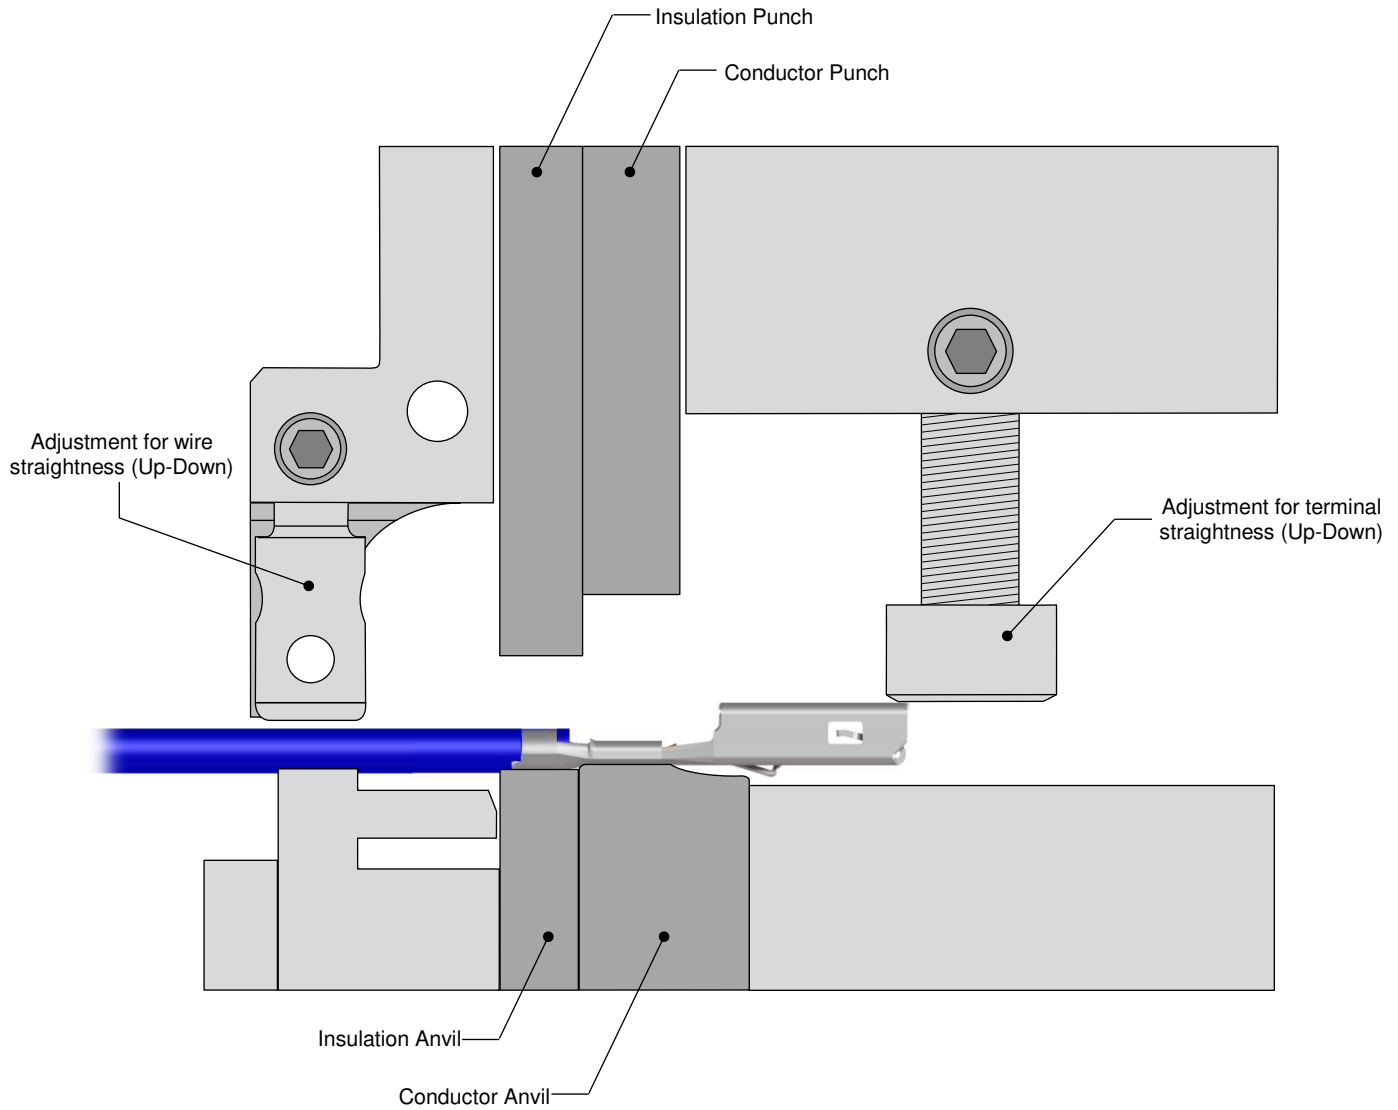 Insulation Punch
Conductor Punch
Adjustment for wire
straightness (Up-Down)
Adjustment for terminal
straightness (Up-Down)
Insulation Anvil
Conductor Anvil